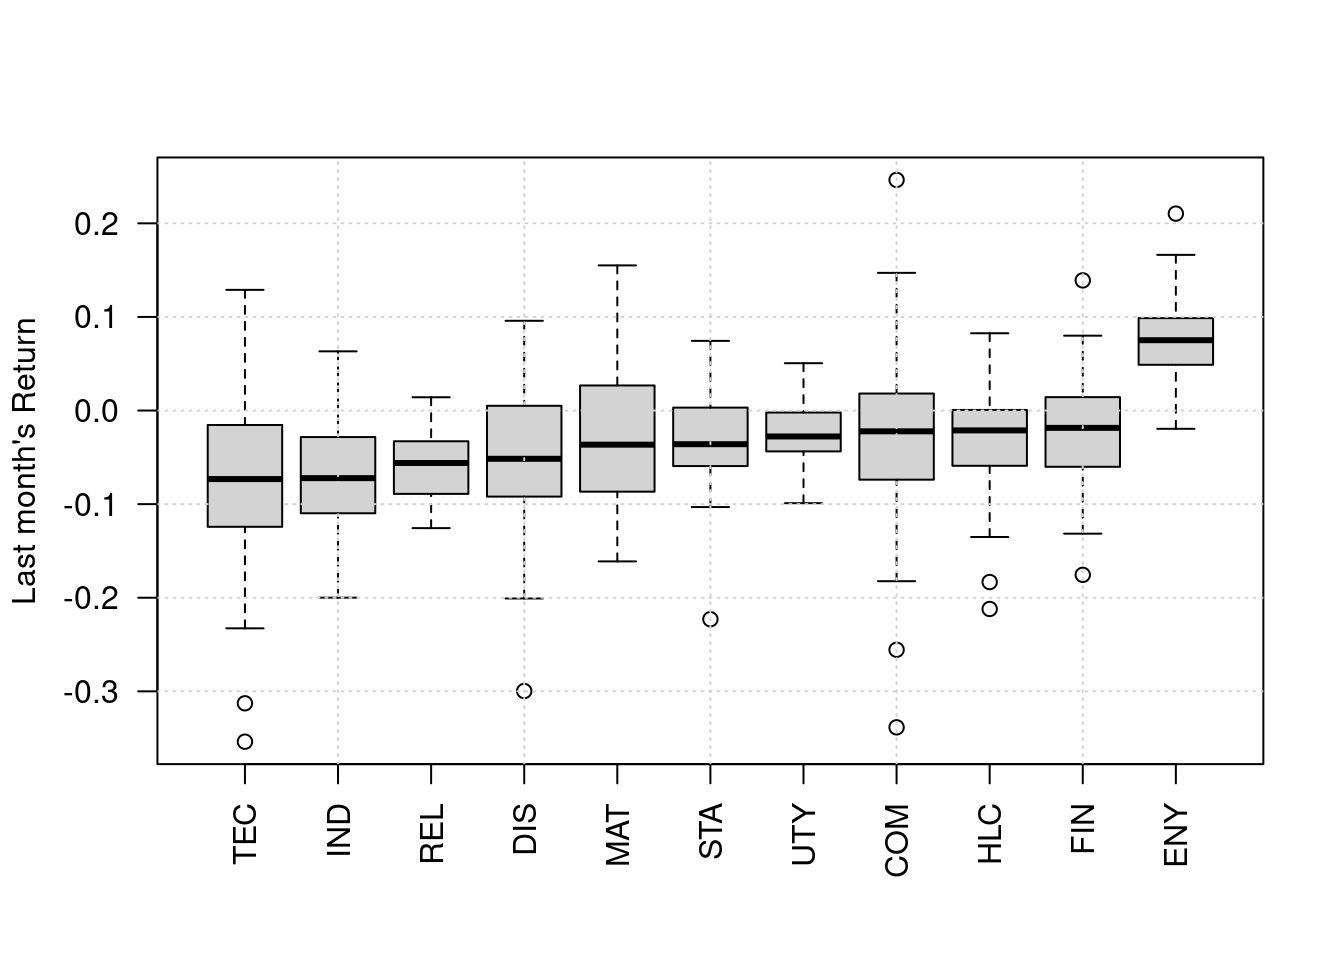 Last month's Return
0.2
0.1
0.0
-0.1
-0.2
-0.3
TEC
IND
REL
DIS
MAT
STA
UTY
COM
HLC
FIN
ENY